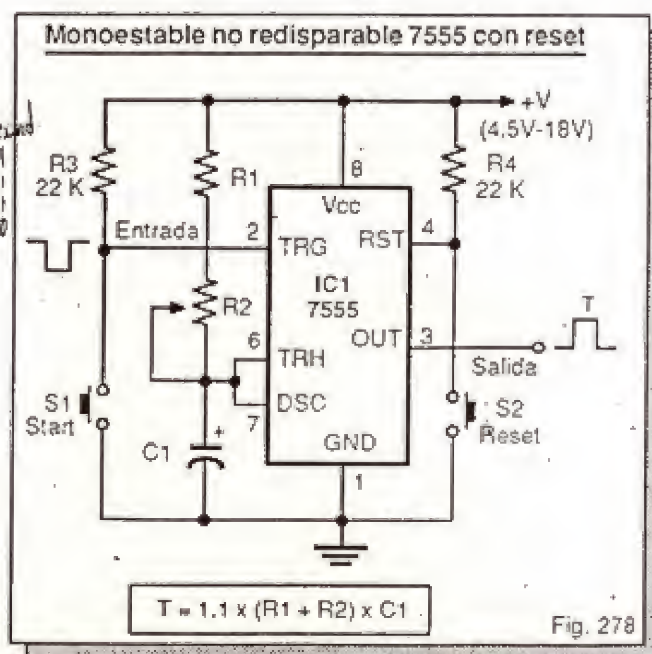 Monoestable no redisparable 7555 con reset
+V
(4.5V-18V)
R3
22 K
R1
8
R4
22 K
Vcc
Entrada
2
TRG
RST
4
IC1
7555
R2
6
TRH
OUT
3
T
Salida
S1
Start
DSC
7
S2
Reset
C1
+
GND
1
T = 1.1 x (R1 + R2) x C1
Fig. 278